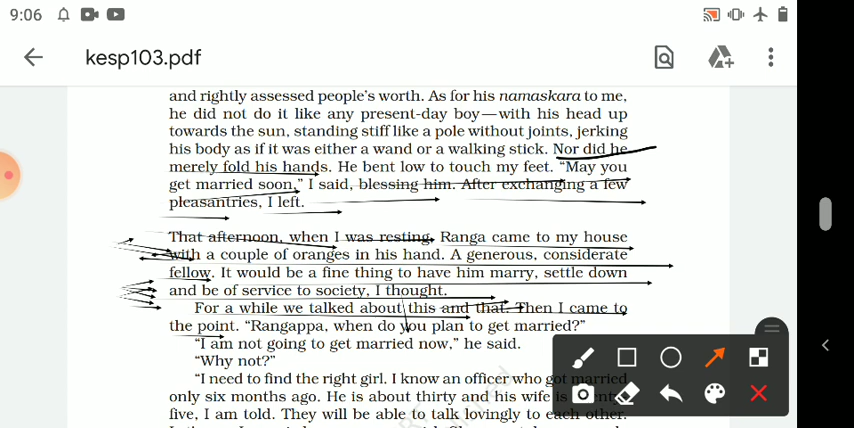 9:06
kesp103.pdf
and rightly assessed people's worth. As for his namaskara to me,
he did not do it like any present-day boy—with his head up
towards the sun, standing stiff like a pole without joints, jerking
his body as if it was either a wand or a walking stick. Nor did he
merely fold his hands. He bent low to touch my feet. “May you
get married soon,” I said, blessing him. After exchanging a few
pleasantries, I left.
That afternoon, when I was resting, Ranga came to my house
with a couple of oranges in his hand. A generous, considerate
fellow. It would be a fine thing to have him marry, settle down
and be of service to society, I thought.
For a while we talked about this and that. Then I came to
the point. “Rangappa, when do you plan to get married?”
“I am not going to get married now,” he said.
“Why not?”
“I need to find the right girl. I know an officer who got married
only six months ago. He is about thirty and his wife is
five, I am told. They will be able to talk lovingly to each other.